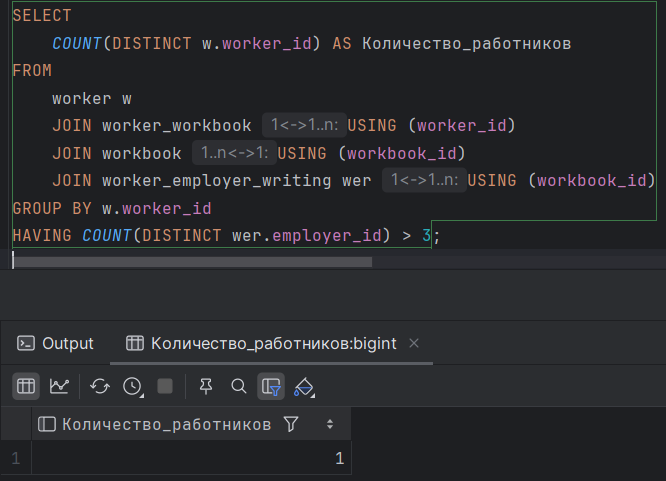 SELECT
COUNT(DISTINCT w.worker_id) AS Количество_работников
FROM
worker w
JOIN worker_workbook 1<->1..n: USING (worker_id)
JOIN workbook 1..n<->1: USING (workbook_id)
JOIN worker_employer_writing wer 1<->1..n: USING (workbook_id)
GROUP BY w.worker_id
HAVING COUNT(DISTINCT wer.employer_id) > 3;
Output Количество_работников:bigint
Количество_работников
1 1